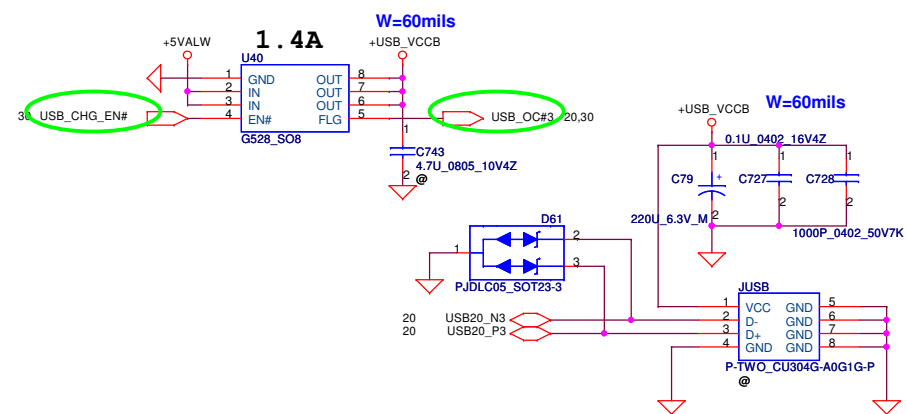 W=60mils
+5VALW
1.4A
+USB_VCCB
U40
1 GND OUT 8
2 IN OUT 7
3 IN OUT 6
4 EN# FLG 5
30 USB_CHG_EN#
USB_OC#3 20,30
G528_SO8
1
C743
4.7U_0805_10V4Z
2
@
+USB_VCCB
W=60mils
0.1U_0402_16V4Z
1 1 1
C79 + C727 C728
2 2 2
220U_6.3V_M
1000P_0402_50V7K
D61
1 2
3
PJDLC05_SOT23-3
JUSB
20 USB20_N3
20 USB20_P3
1 VCC GND 5
2 D- GND 6
3 D+ GND 7
4 GND GND 8
P-TWO_CU304G-A0G1G-P
@